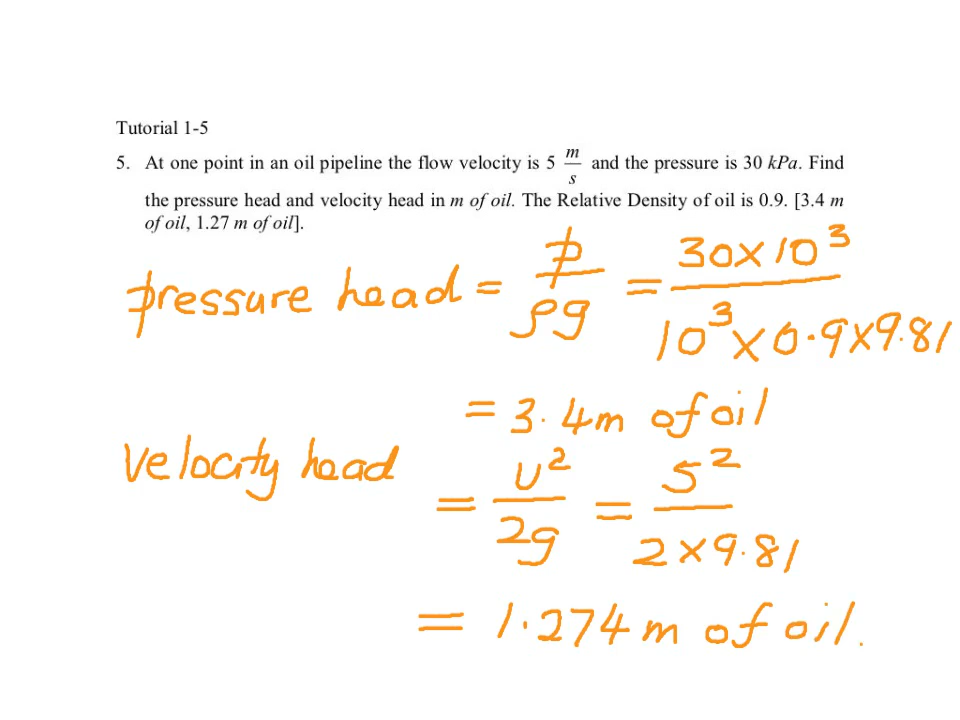 Tutorial 1-5
5. At one point in an oil pipeline the flow velocity is 5 m/s and the pressure is 30 kPa. Find
the pressure head and velocity head in m of oil. The Relative Density of oil is 0.9. [3.4 m
of oil, 1.27 m of oil].
pressure head = p/ρg = 30×10³/10³×0.9×9.81
= 3.4m of oil
Velocity head
= v²/2g = 5²/2×9.81
= 1.274m of oil.